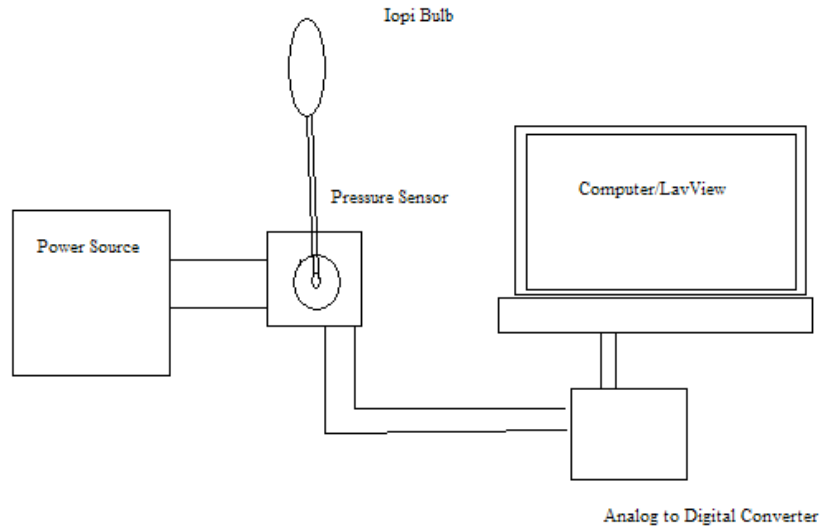 Iopi Bulb
Pressure Sensor
Computer/LavView
Power Source
Analog to Digital Converter